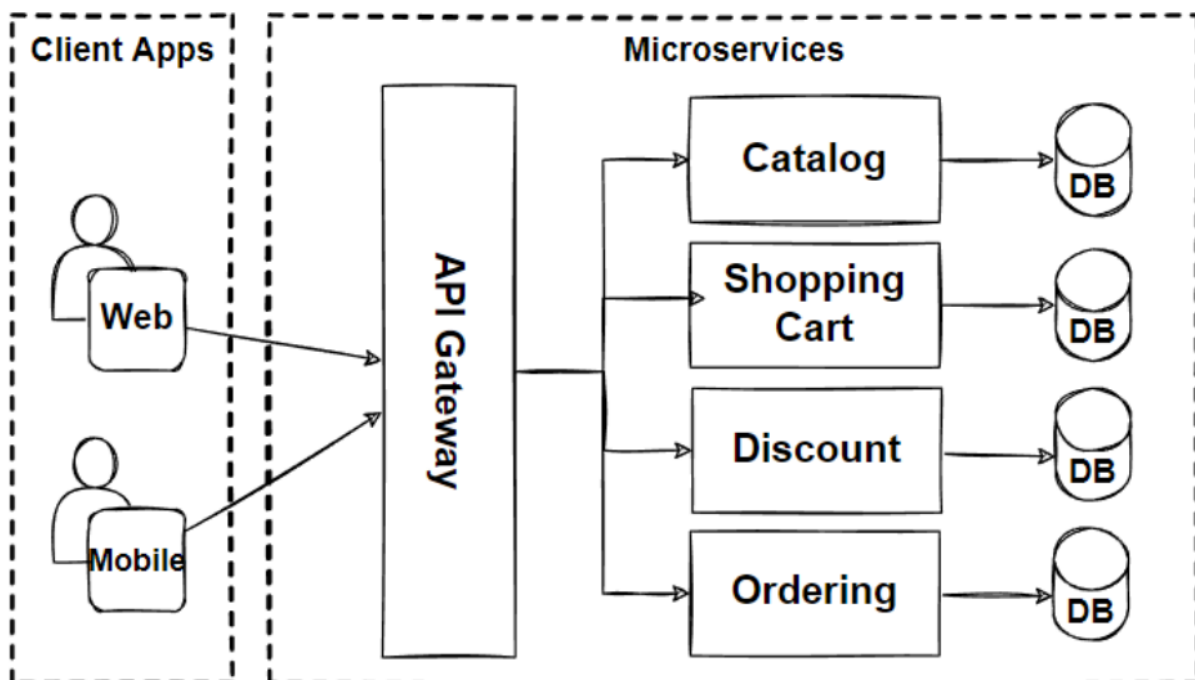 Client Apps
Microservices
Web
Mobile
API Gateway
Catalog
DB
Shopping
Cart
DB
Discount
DB
Ordering
DB